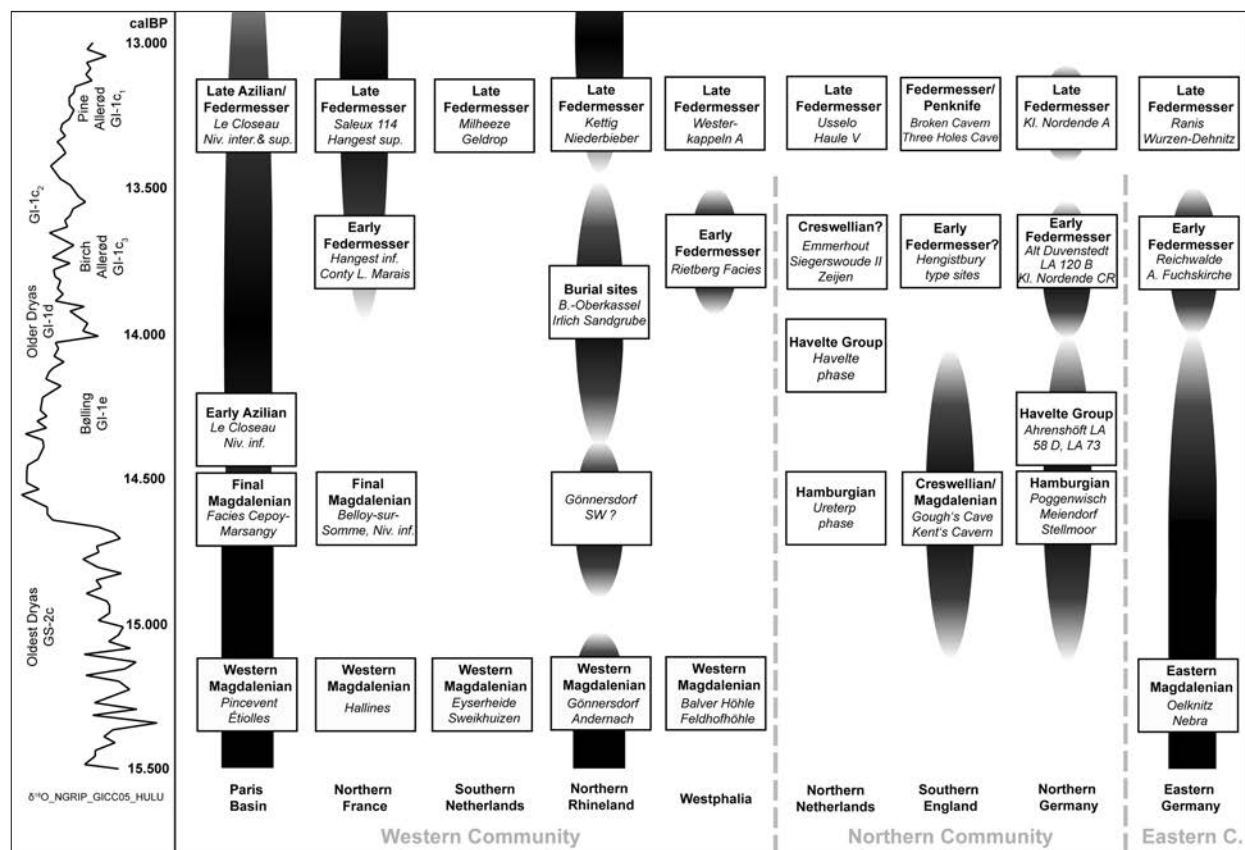 calBP
13.000
13.500
14.000
14.500
15.000
15.500
Pine
Allerød
GI-1c₁
GI-1c₂
Birch
Allerød
GI-1c₃
Older Dryas
GI-1d
Bølling
GI-1e
Oldest Dryas
GS-2c
δ¹⁸O_NGRIP_GICC05_HULU
Late Azilian/
Federmesser
Le Closeau
Niv. inter.& sup.
Late
Federmesser
Saleux 114
Hangest sup.
Late
Federmesser
Milheeze
Geldrop
Late
Federmesser
Kettig
Niederbieber
Late
Federmesser
Wester-
kappeln A
Late
Federmesser
Usselo
Haule V
Federmesser/
Penknife
Broken Cavern
Three Holes Cave
Late
Federmesser
Kl. Nordende A
Late
Federmesser
Ranis
Wurzen-Dehnitz
Early
Federmesser
Hangest inf.
Conty L. Marais
Burial sites
B.-Oberkassel
Irlich Sandgrube
Early
Federmesser
Rietberg Facies
Creswellian?
Emmerhout
Siegerswoude II
Zeijen
Early
Federmesser?
Hengistbury
type sites
Early
Federmesser
Alt Duvenstedt
LA 120 B
Kl. Nordende CR
Early
Federmesser
Reichwalde
A. Fuchskirche
Havelte Group
Havelte
phase
Early Azilian
Le Closeau
Niv. inf.
Havelte Group
Ahrenshöft LA
58 D, LA 73
Final
Magdalenian
Facies Cepoy-
Marsangy
Final
Magdalenian
Belloy-sur-
Somme, Niv. inf.
Gönnersdorf
SW ?
Hamburgian
Ureterp
phase
Creswellian/
Magdalenian
Gough's Cave
Kent's Cavern
Hamburgian
Poggenwisch
Meiendorf
Stellmoor
Western
Magdalenian
Pincevent
Étiolles
Western
Magdalenian
Hallines
Western
Magdalenian
Eyserheide
Sweikhuizen
Western
Magdalenian
Gönnersdorf
Andernach
Western
Magdalenian
Balver Höhle
Feldhofhöhle
Eastern
Magdalenian
Oelknitz
Nebra
Paris
Basin
Northern
France
Southern
Netherlands
Northern
Rhineland
Westphalia
Northern
Netherlands
Southern
England
Northern
Germany
Eastern
Germany
Western Community
Northern Community
Eastern C.